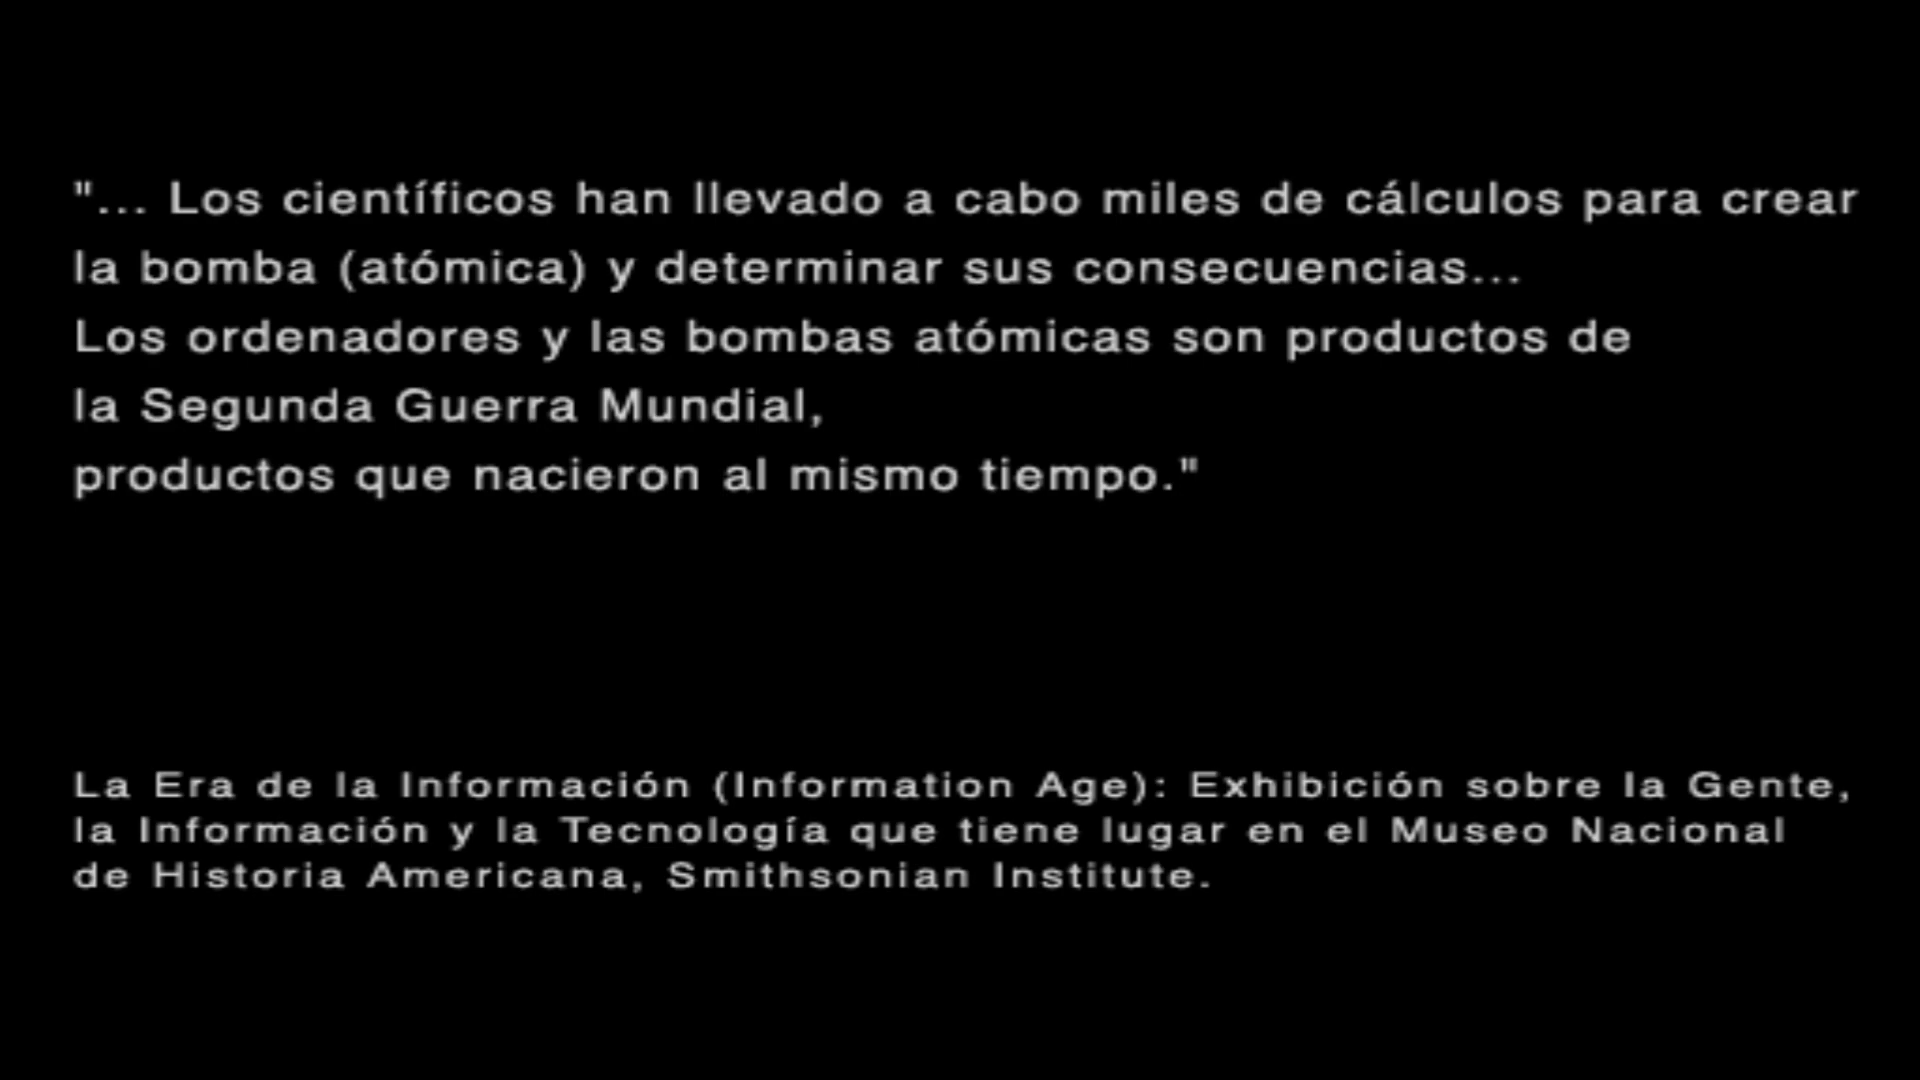 "... Los científicos han llevado a cabo miles de cálculos para crear
la bomba (atómica) y determinar sus consecuencias...
Los ordenadores y las bombas atómicas son productos de
la Segunda Guerra Mundial,
productos que nacieron al mismo tiempo."
La Era de la Información (Information Age): Exhibición sobre la Gente,
la Información y la Tecnología que tiene lugar en el Museo Nacional
de Historia Americana, Smithsonian Institute.